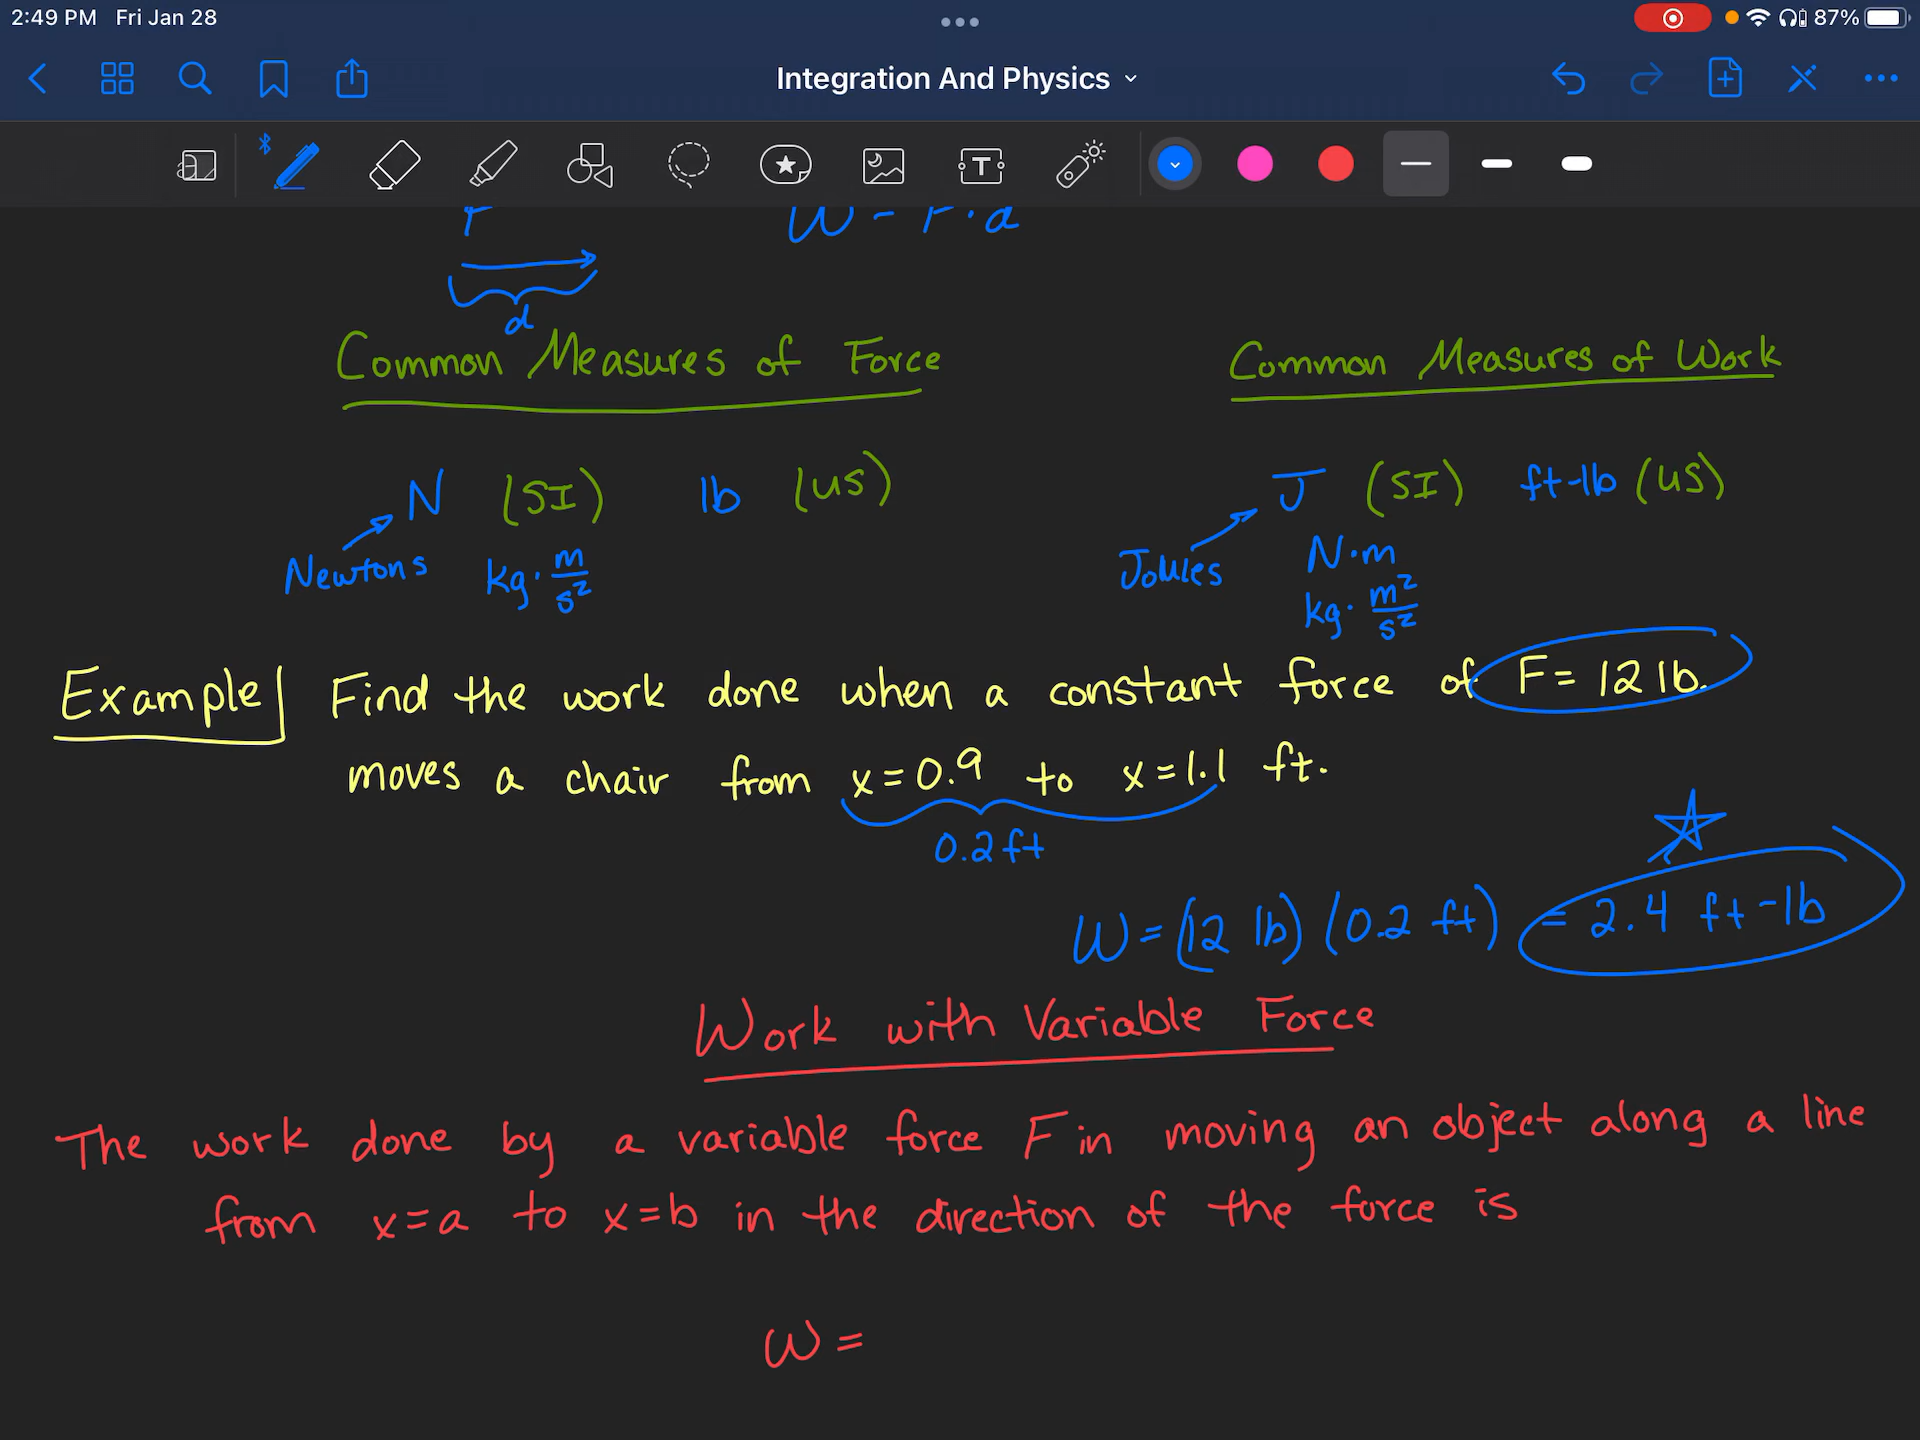 2:49 PM Fri Jan 28
87%
Integration And Physics
F
W = F · d
d
Common Measures of Force
Common Measures of Work
N (SI) lb (US)
J (SI) ft-lb (US)
Newtons kg · m/s²
Joules N·m
kg · m²/s²
Example Find the work done when a constant force of F = 12 lb.
moves a chair from x = 0.9 to x = 1.1 ft.
0.2 ft
W = (12 lb) (0.2 ft) = 2.4 ft-lb
Work with Variable Force
The work done by a variable force F in moving an object along a line
from x=a to x=b in the direction of the force is
W =